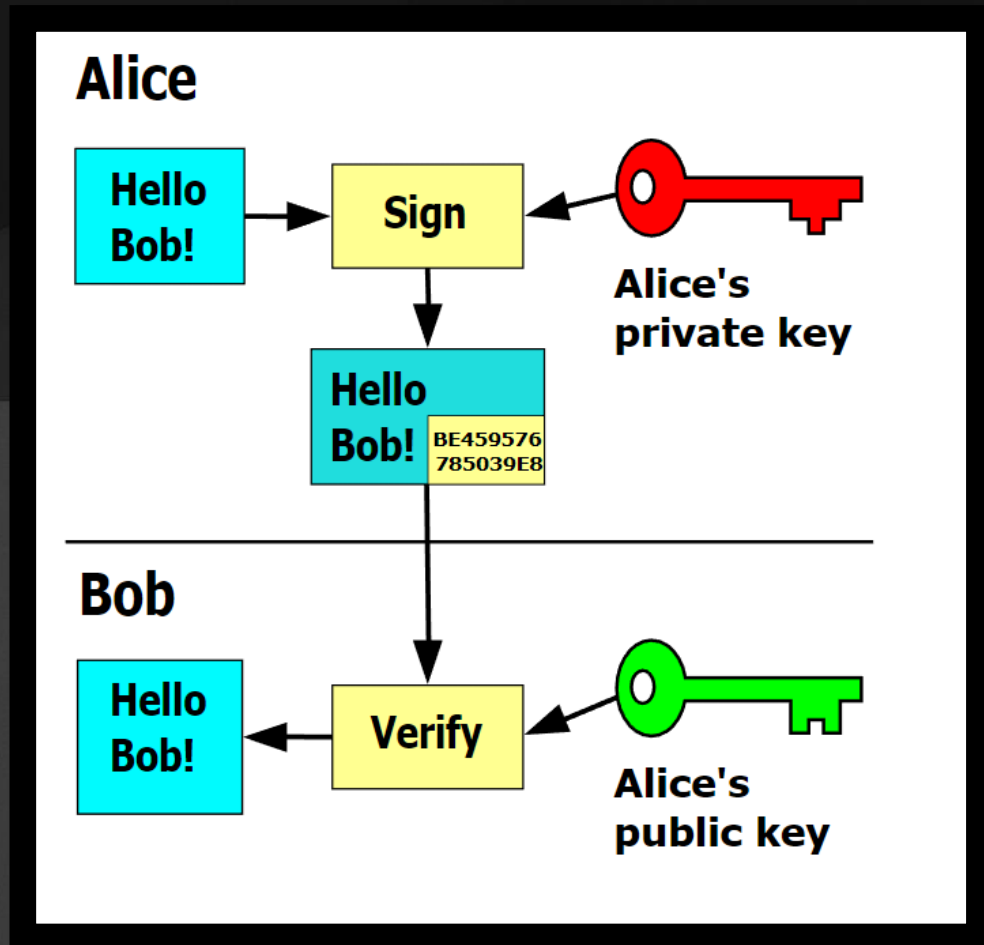 Alice
Hello
Bob!
Sign
Alice's
private key
Hello
Bob!
BE459576
785039E8
Bob
Hello
Bob!
Verify
Alice's
public key